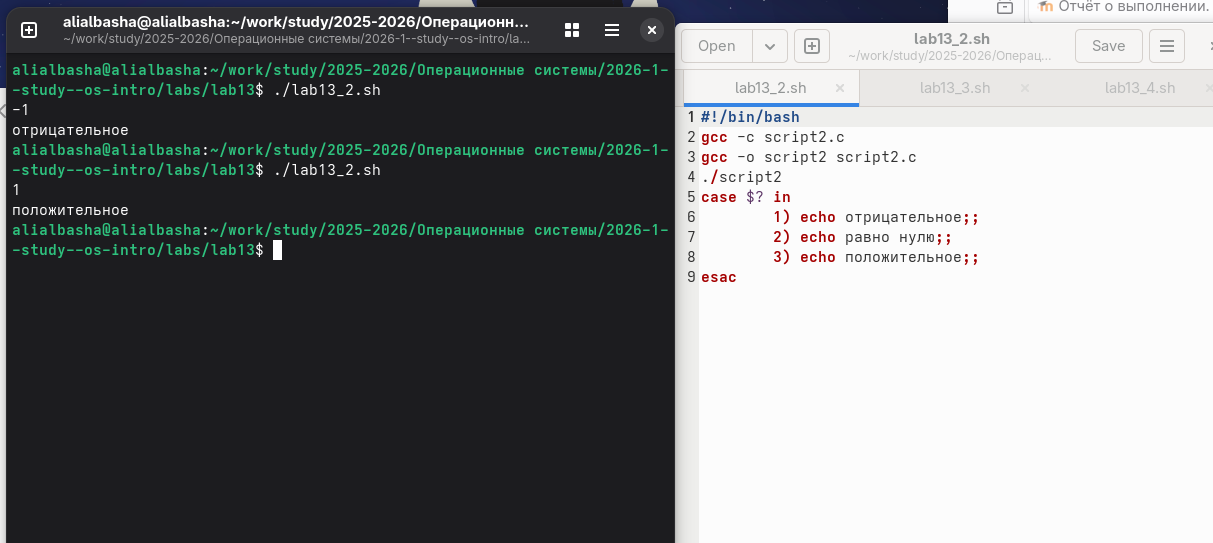 alialbasha@alialbasha:~/work/study/2025-2026/Операционн...
~/work/study/2025-2026/Операционные системы/2026-1--study--os-intro/la...
alialbasha@alialbasha:~/work/study/2025-2026/Операционные системы/2026-1-
-study--os-intro/labs/lab13$ ./lab13_2.sh
-1
отрицательное
alialbasha@alialbasha:~/work/study/2025-2026/Операционные системы/2026-1-
-study--os-intro/labs/lab13$ ./lab13_2.sh
1
положительное
alialbasha@alialbasha:~/work/study/2025-2026/Операционные системы/2026-1-
-study--os-intro/labs/lab13$
Отчёт о выполнении.
Open
lab13_2.sh
~/work/study/2025-2026/Операц...
Save
lab13_2.sh
lab13_3.sh
lab13_4.sh
1 #!/bin/bash
2 gcc -c script2.c
3 gcc -o script2 script2.c
4 ./script2
5 case $? in
6 1) echo отрицательное;;
7 2) echo равно нулю;;
8 3) echo положительное;;
9 esac